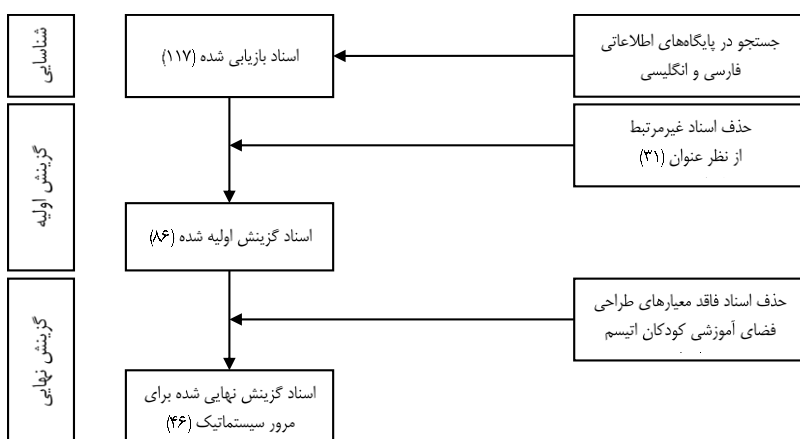 شناسایی
اسناد بازیابی شده (۱۱۷)
جستجو در پایگاه‌های اطلاعاتی
فارسی و انگلیسی
گزینش اولیه
حذف اسناد غیرمرتبط
از نظر عنوان (۳۱)
اسناد گزینش اولیه شده (۸۶)
گزینش نهایی
حذف اسناد فاقد معیارهای طراحی
فضای آموزشی کودکان اتیسم
اسناد گزینش نهایی شده برای
مرور سیستماتیک (۴۶)